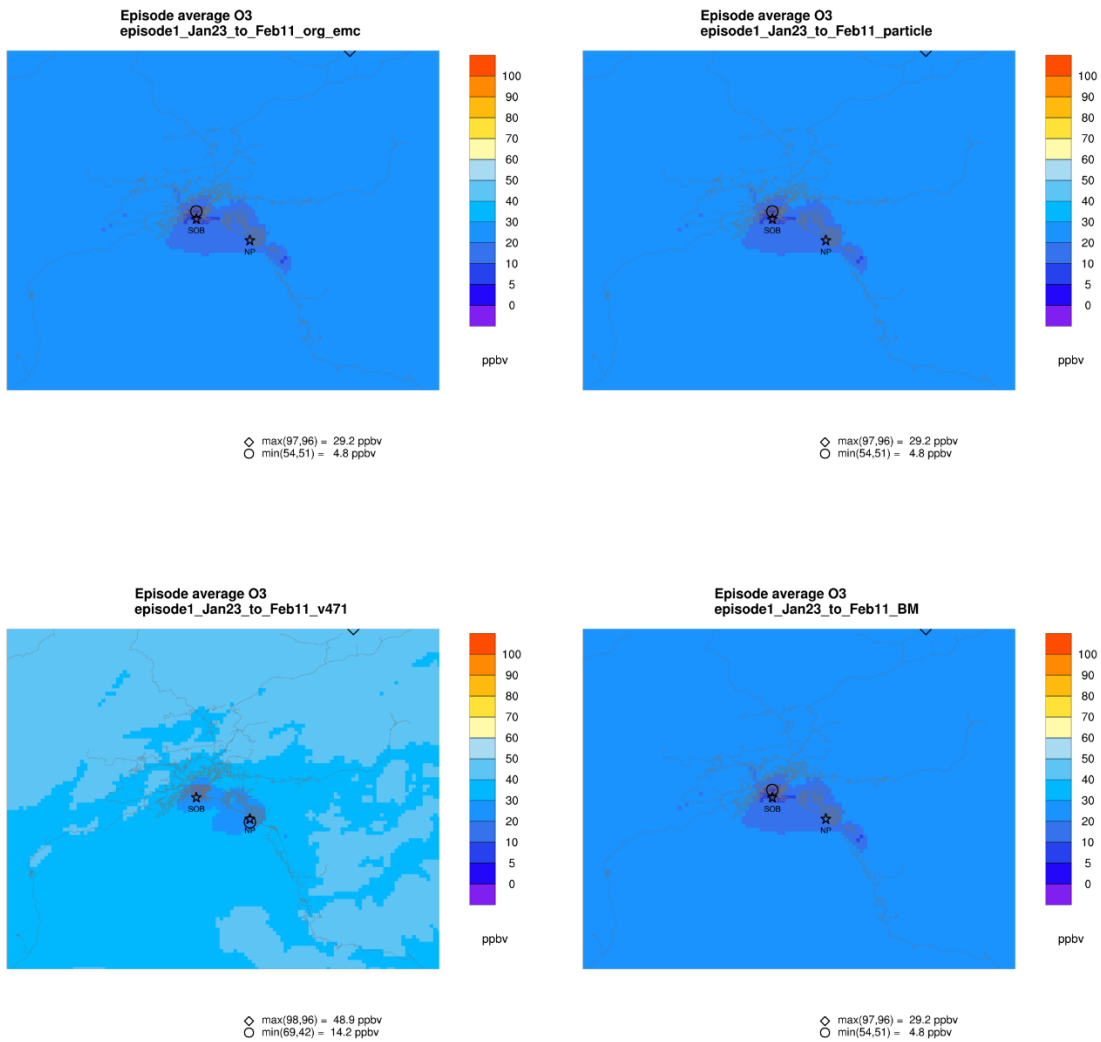 Episode average O3
episode1_Jan23_to_Feb11_org_emc
100
90
80
70
60
50
40
30
20
10
5
0
ppbv
SOB
NP
max(97,96) = 29.2 ppbv
min(54,51) = 4.8 ppbv
Episode average O3
episode1_Jan23_to_Feb11_particle
100
90
80
70
60
50
40
30
20
10
5
0
ppbv
SOB
NP
max(97,96) = 29.2 ppbv
min(54,51) = 4.8 ppbv
Episode average O3
episode1_Jan23_to_Feb11_v471
100
90
80
70
60
50
40
30
20
10
5
0
ppbv
SOB
NP
max(98,96) = 48.9 ppbv
min(69,42) = 14.2 ppbv
Episode average O3
episode1_Jan23_to_Feb11_BM
100
90
80
70
60
50
40
30
20
10
5
0
ppbv
SOB
NP
max(97,96) = 29.2 ppbv
min(54,51) = 4.8 ppbv